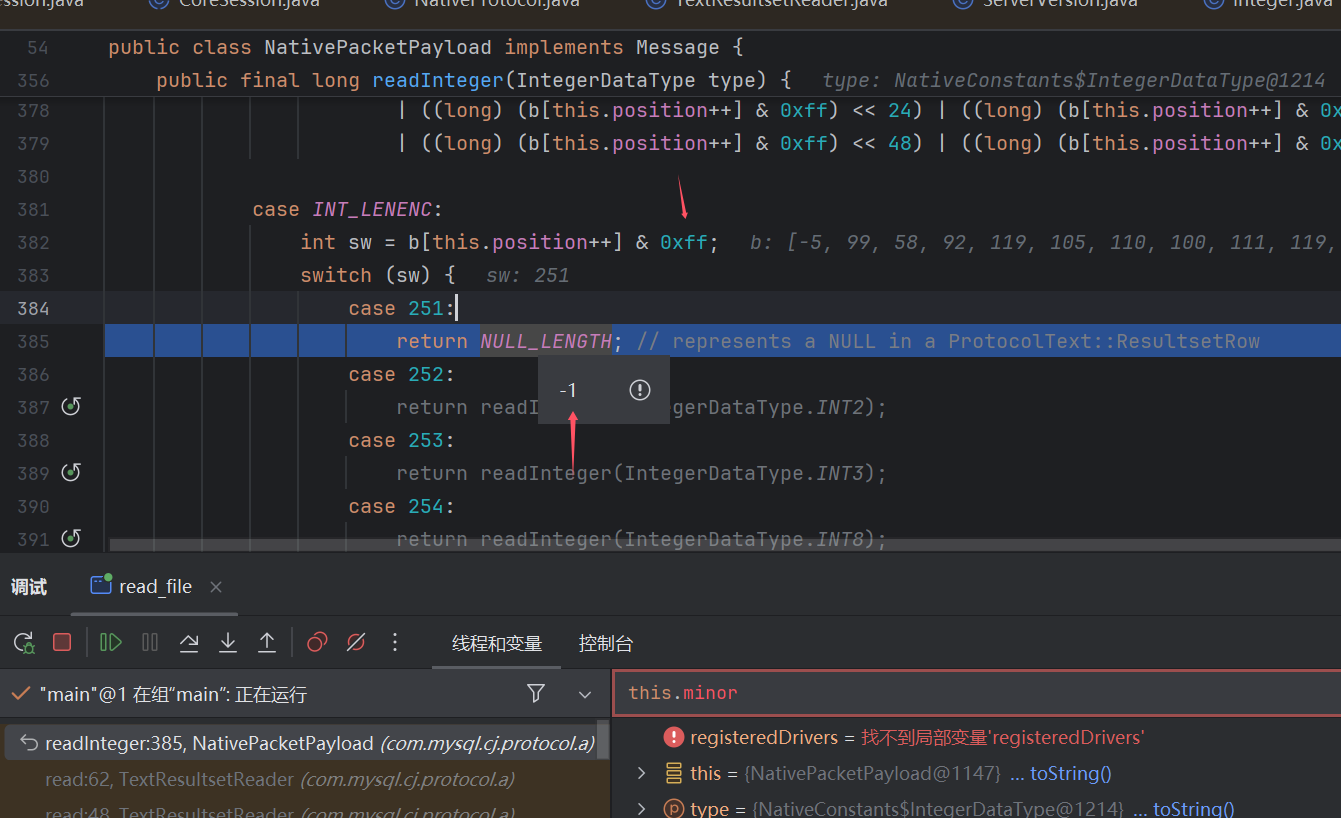 ession.java CoreSession.java NativeProtocol.java TextResultsetReader.java ServerVersion.java Integer.java
54 public class NativePacketPayload implements Message {
356 public final long readInteger(IntegerDataType type) { type: NativeConstants$IntegerDataType@1214
378 | ((long) (b[this.position++] & 0xff) << 24) | ((long) (b[this.position++] & 0x
379 | ((long) (b[this.position++] & 0xff) << 48) | ((long) (b[this.position++] & 0x
380
381 case INT_LENENC:
382 int sw = b[this.position++] & 0xff; b: [-5, 99, 58, 92, 119, 105, 110, 100, 111, 119,
383 switch (sw) { sw: 251
384 case 251:
385 return NULL_LENGTH; // represents a NULL in a ProtocolText::ResultsetRow
386 case 252:
-1
387 return readI egerDataType.INT2);
388 case 253:
389 return readInteger(IntegerDataType.INT3);
390 case 254:
391 return readInteger(IntegerDataType.INT8);
调试 read_file
线程和变量 控制台
"main"@1 在组“main”: 正在运行
this.minor
readInteger:385, NativePacketPayload (com.mysql.cj.protocol.a)
registeredDrivers = 找不到局部变量'registeredDrivers'
read:62, TextResultsetReader (com.mysql.cj.protocol.a)
this = {NativePacketPayload@1147} ... toString()
read:48, TextResultsetReader (com.mysql.cj.protocol.a)
type = {NativeConstants$IntegerDataType@1214} ... toString()